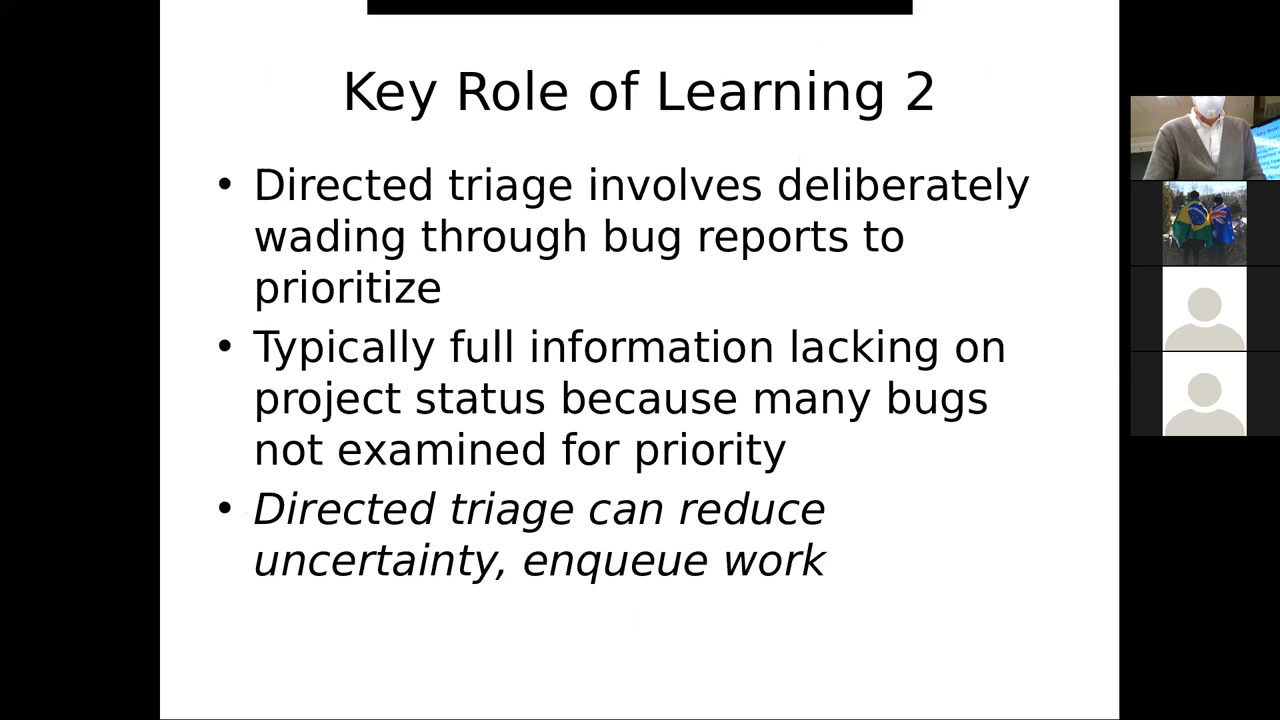 Key Role of Learning 2
• Directed triage involves deliberately
wading through bug reports to
prioritize
• Typically full information lacking on
project status because many bugs
not examined for priority
• Directed triage can reduce
uncertainty, enqueue work